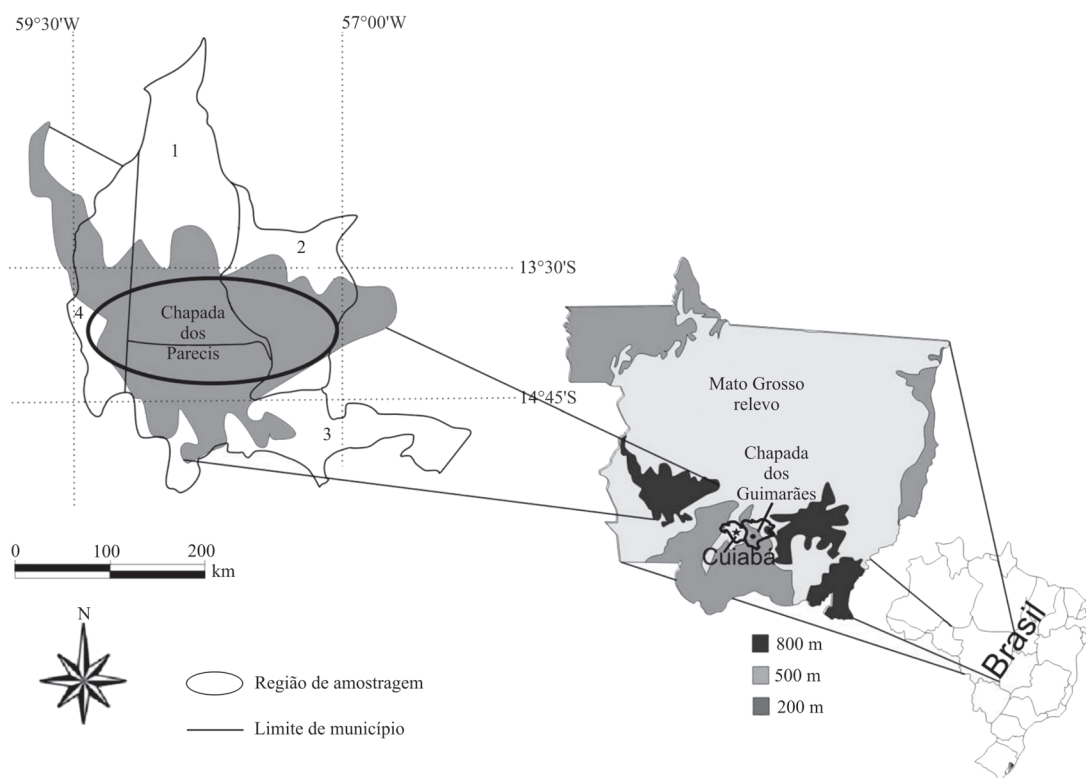 59°30'W
57°00'W
1
2
13°30'S
4
Chapada
dos
Parecis
14°45'S
3
Mato Grosso
relevo
Chapada
dos
Guimarães
Cuiabá
0 100 200
km
N
Região de amostragem
Limite de município
800 m
500 m
200 m
Brasil